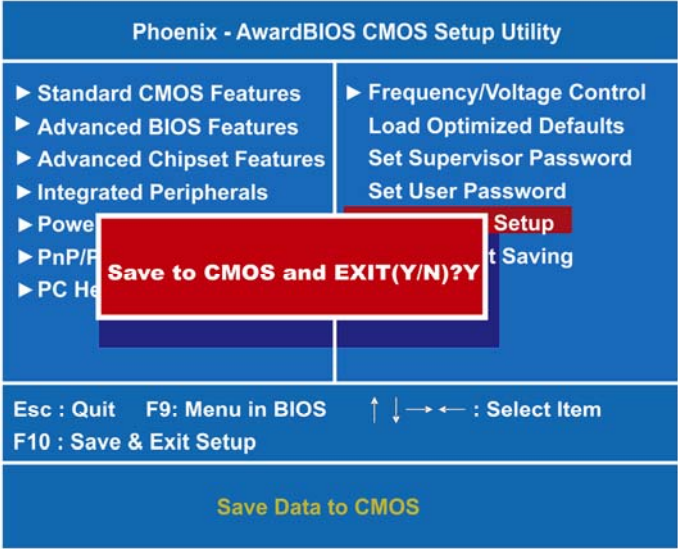 Phoenix - AwardBIOS CMOS Setup Utility
► Standard CMOS Features
► Advanced BIOS Features
► Advanced Chipset Features
► Integrated Peripherals
► Powe
► PnP/P
► PC He
► Frequency/Voltage Control
Load Optimized Defaults
Set Supervisor Password
Set User Password
Setup
t Saving
Save to CMOS and EXIT(Y/N)?Y
Esc : Quit F9: Menu in BIOS ↑ ↓ → ← : Select Item
F10 : Save & Exit Setup
Save Data to CMOS